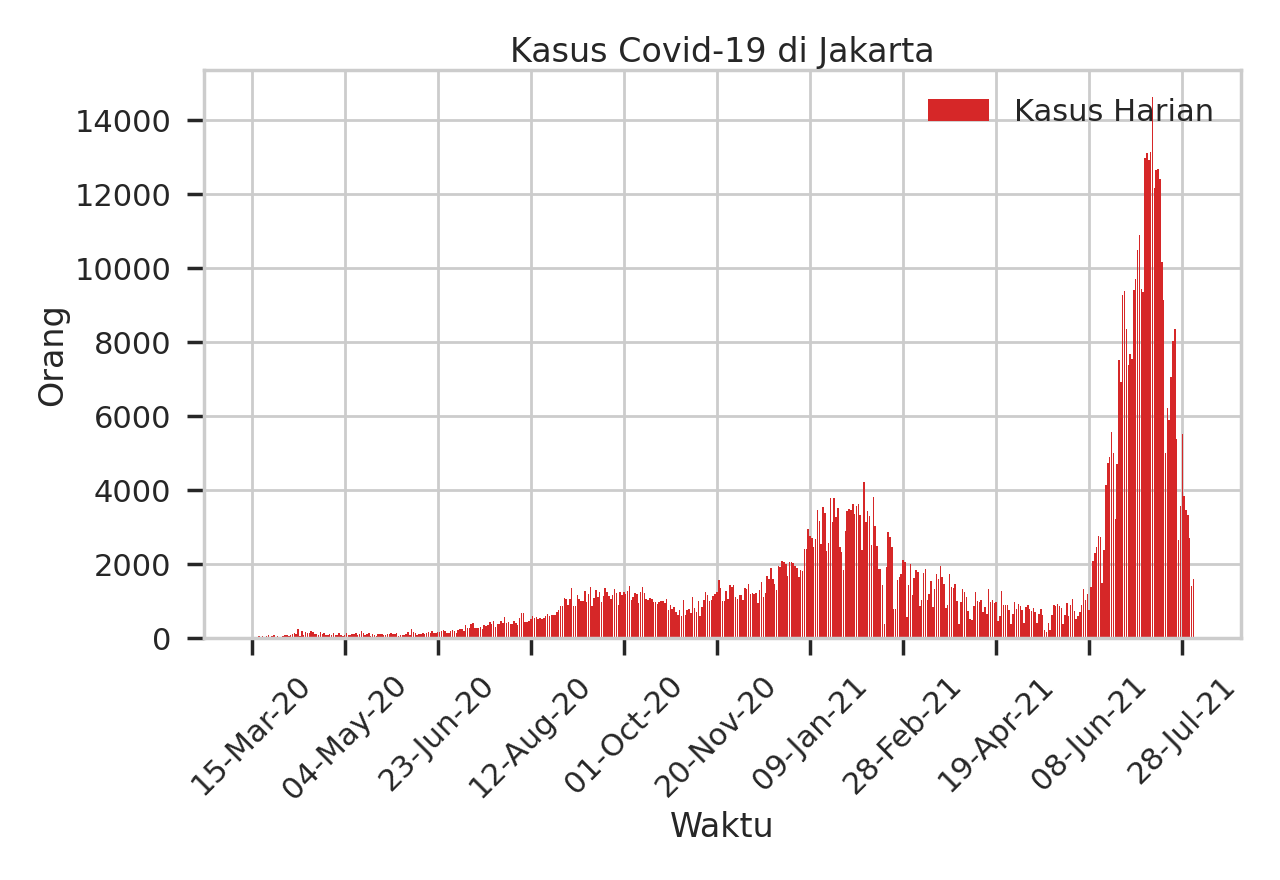 Kasus Covid-19 di Jakarta
Kasus Harian
14000
12000
10000
8000
6000
4000
2000
0
Orang
15-Mar-20
04-May-20
23-Jun-20
12-Aug-20
01-Oct-20
20-Nov-20
09-Jan-21
28-Feb-21
19-Apr-21
08-Jun-21
28-Jul-21
Waktu